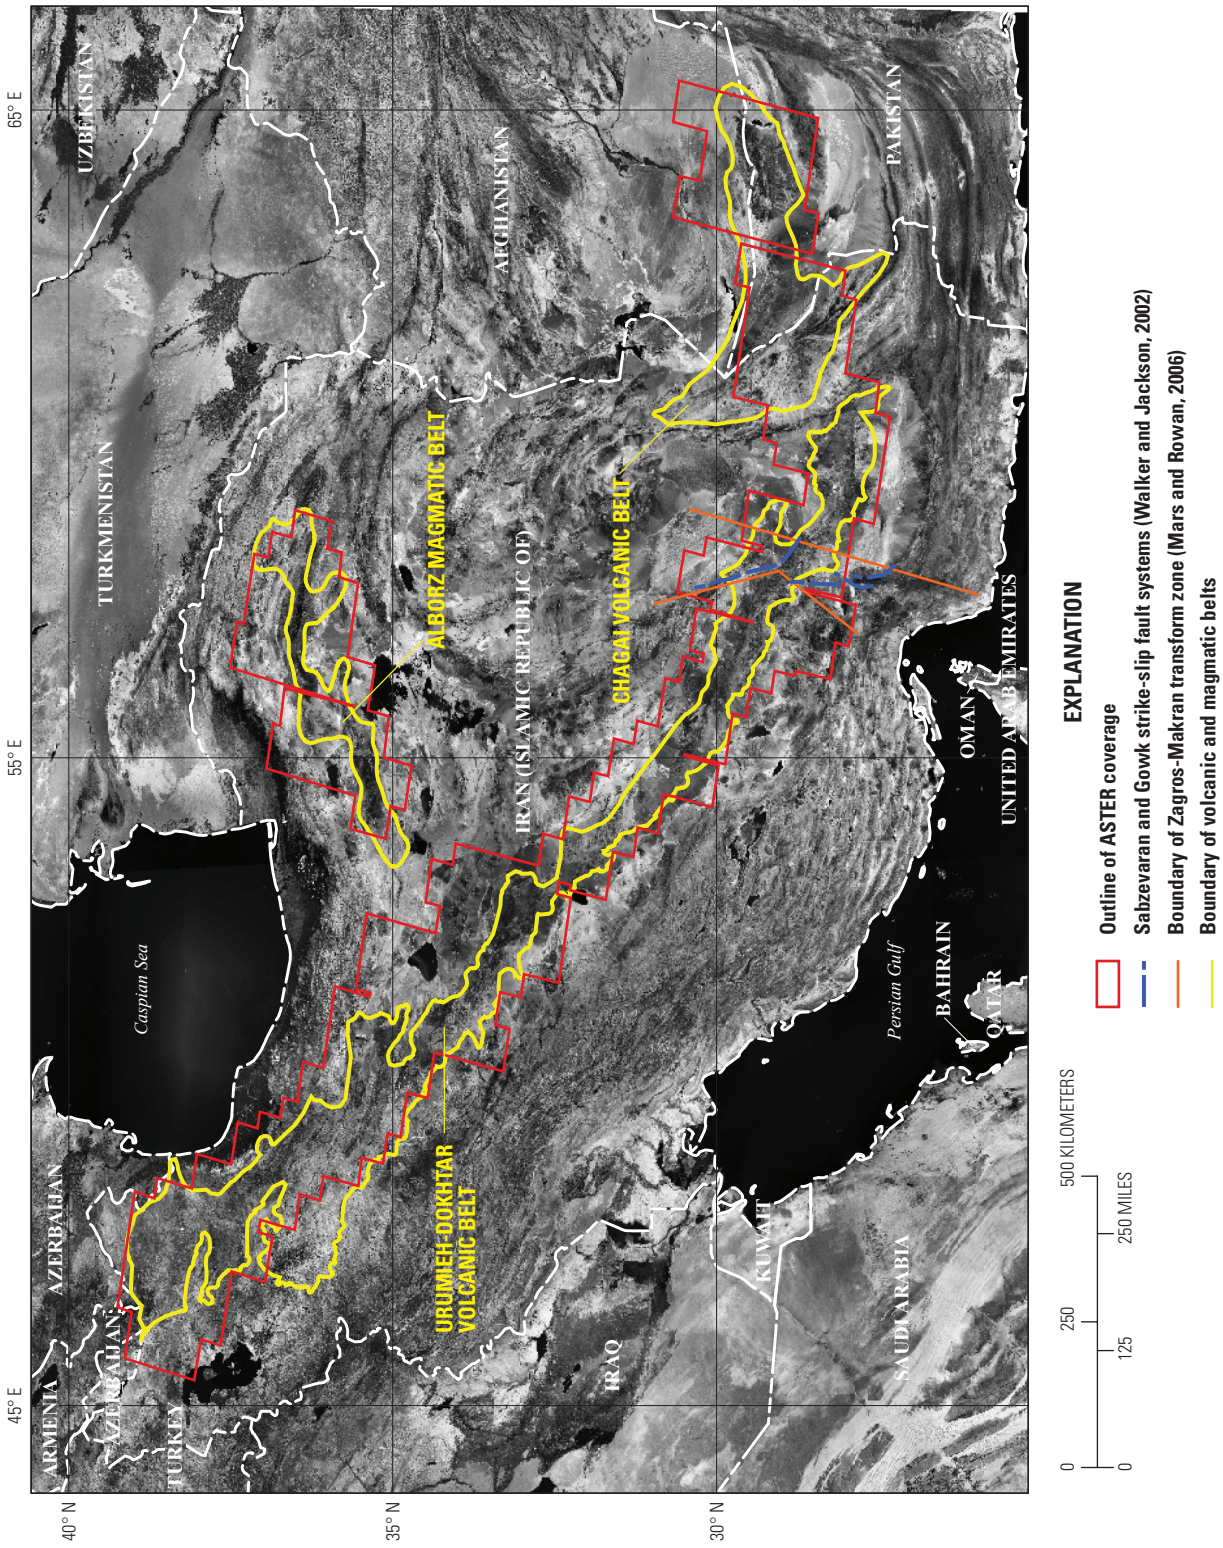 40° N
35° N
30° N
45° E
55° E
65° E
ARMENIA
AZERBAIJAN
AZERBAIJAN
TURKEY
Caspian Sea
TURKMENISTAN
UZBEKISTAN
AFGHANISTAN
PAKISTAN
IRAN (ISLAMIC REPUBLIC OF)
IRAQ
KUWAIT
SAUDI ARABIA
Persian Gulf
BAHRAIN
QATAR
OMAN
UNITED ARAB EMIRATES
ALBORZ MAGMATIC BELT
CHAGAI VOLCANIC BELT
URUMIEH-DOKHTAR
VOLCANIC BELT
0 250 500 KILOMETERS
0 125 250 MILES
EXPLANATION
Outline of ASTER coverage
Sabzevaran and Gowk strike-slip fault systems (Walker and Jackson, 2002)
Boundary of Zagros-Makran transform zone (Mars and Rowan, 2006)
Boundary of volcanic and magmatic belts